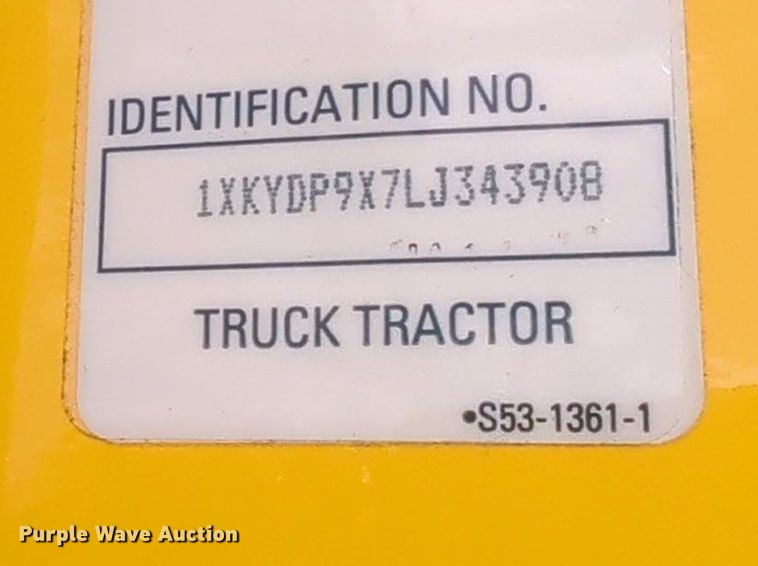 IDENTIFICATION NO.
1XKYDP9X7LJ343908
TRUCK TRACTOR
•S53-1361-1
Purple Wave Auction